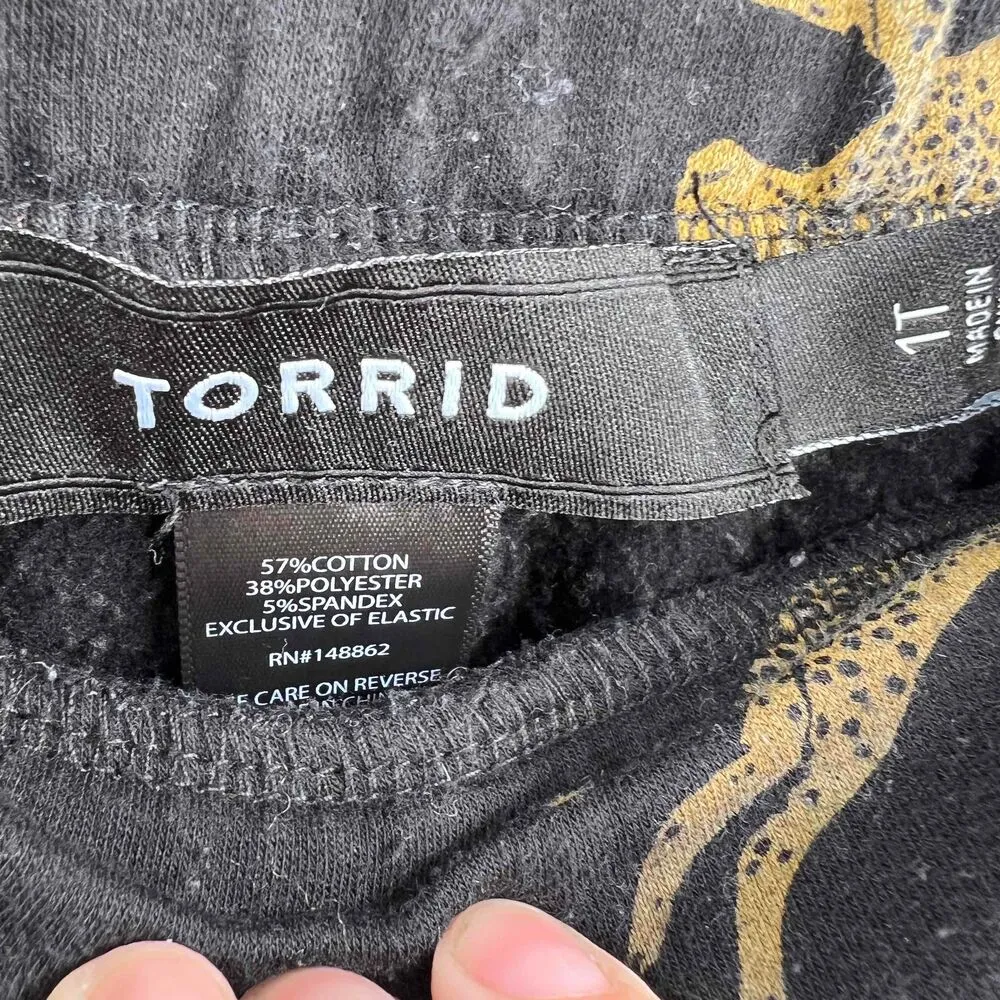 TORRID
1T
MADE IN
57%COTTON
38%POLYESTER
5%SPANDEX
EXCLUSIVE OF ELASTIC
RN#148862
CARE ON REVERSE